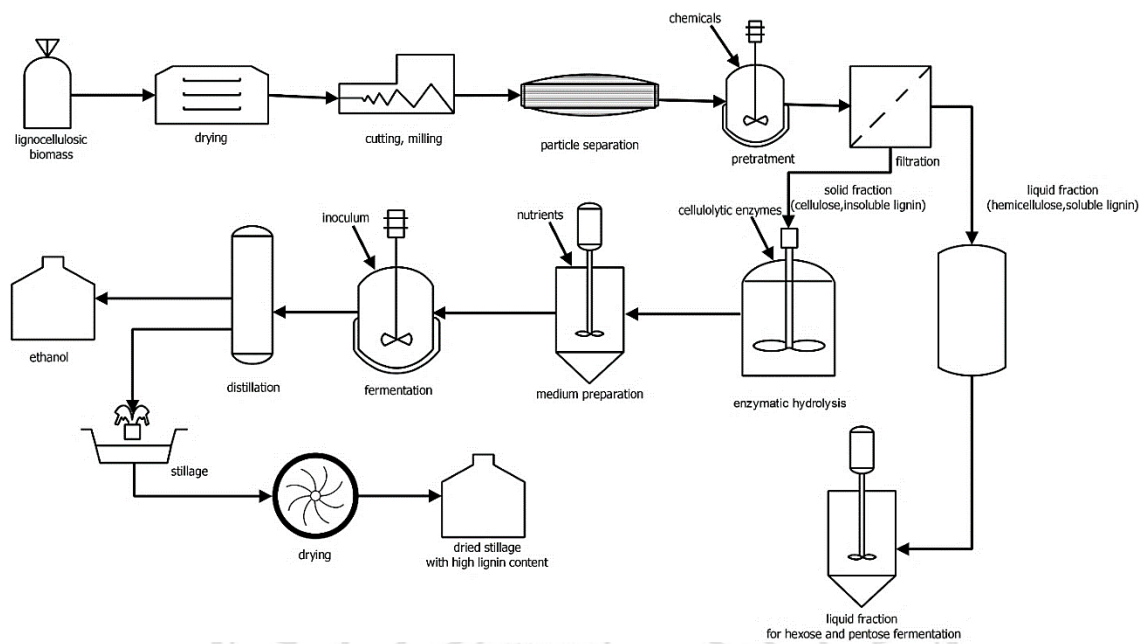 chemicals
lignocellulosic
biomass
drying
cutting, milling
particle separation
pretratment
filtration
solid fraction
(cellulose,insoluble lignin)
liquid fraction
(hemicellulose,soluble lignin)
inoculum
nutrients
cellulolytic enzymes
ethanol
distillation
fermentation
medium preparation
enzymatic hydrolysis
stillage
drying
dried stillage
with high lignin content
liquid fraction
for hexose and pentose fermentation